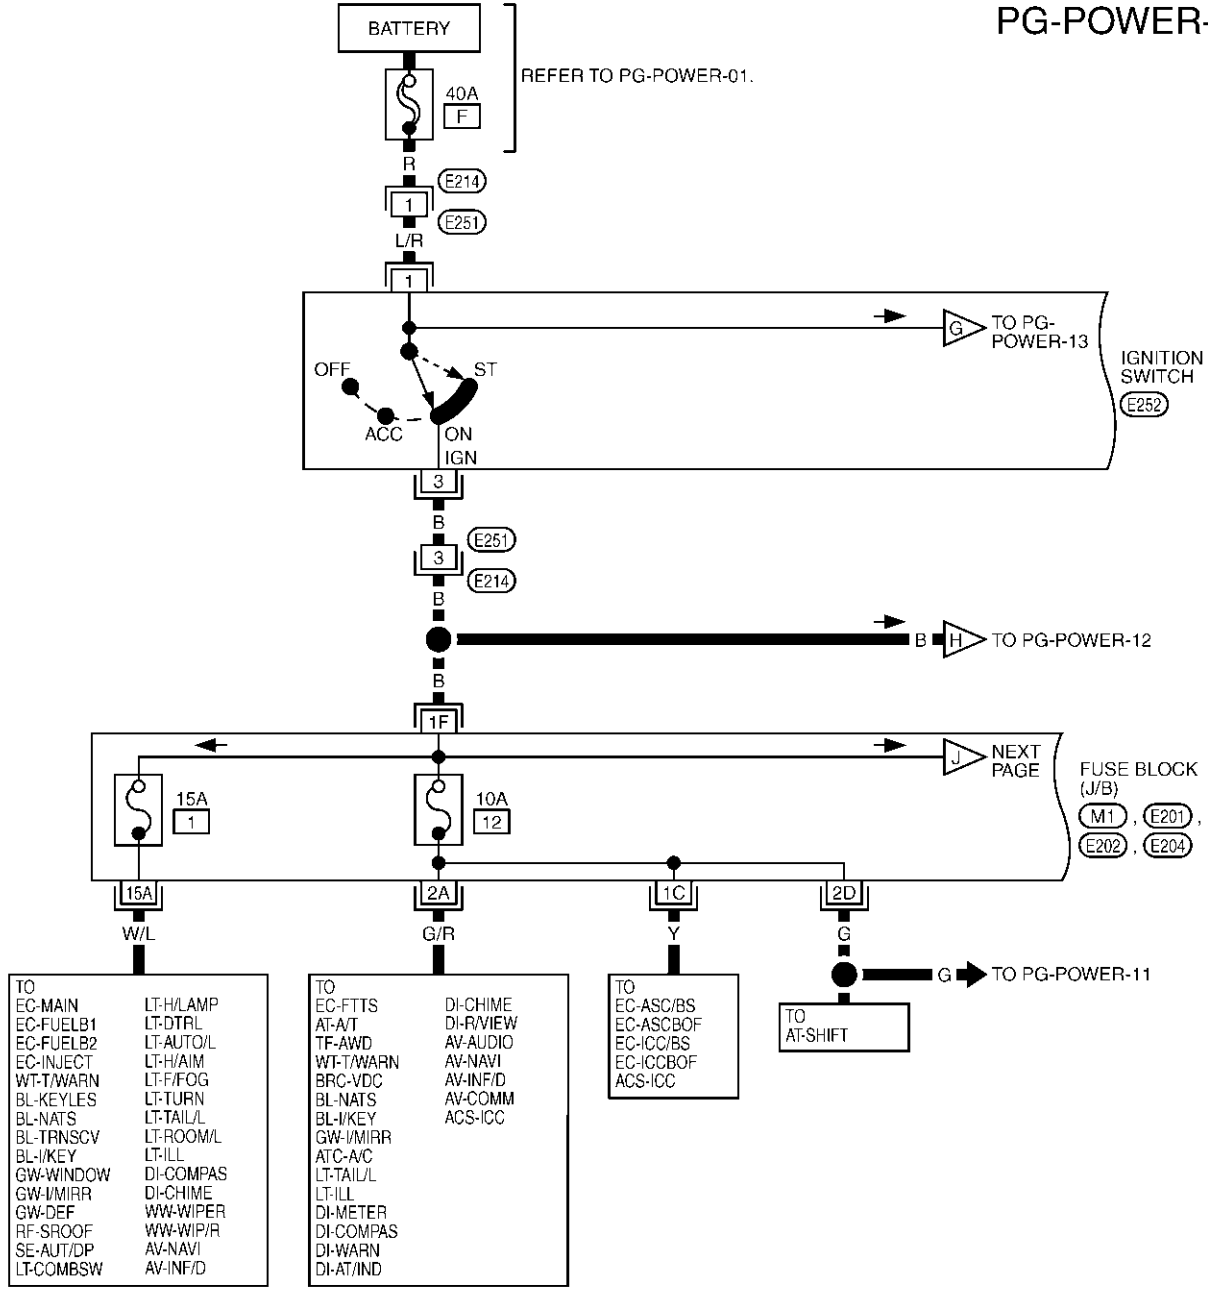 PG-POWER-
BATTERY
REFER TO PG-POWER-01.
40A
F
R
E214
1
E251
L/R
1
G
TO PG-
POWER-13
IGNITION
SWITCH
E252
OFF
ST
ACC
ON
IGN
3
B
E251
3
E214
B
B
H
TO PG-POWER-12
B
1F
J
NEXT
PAGE
FUSE BLOCK
(J/B)
M1 , E201 ,
E202 , E204
15A
1
10A
12
15A
2A
1C
2D
W/L
G/R
Y
G
G
TO PG-POWER-11
TO
EC-MAIN
EC-FUELB1
EC-FUELB2
EC-INJECT
WT-T/WARN
BL-KEYLES
BL-NATS
BL-TRNSCV
BL-I/KEY
GW-WINDOW
GW-I/MIRR
GW-DEF
RF-SROOF
SE-AUT/DP
LT-COMBSW
LT-H/LAMP
LT-DTRL
LT-AUTO/L
LT-H/AIM
LT-F/FOG
LT-TURN
LT-TAIL/L
LT-ROOM/L
LT-ILL
DI-COMPAS
DI-CHIME
WW-WIPER
WW-WIP/R
AV-NAVI
AV-INF/D
TO
EC-FTTS
AT-A/T
TF-AWD
WT-T/WARN
BRC-VDC
BL-NATS
BL-I/KEY
GW-I/MIRR
ATC-A/C
LT-TAIL/L
LT-ILL
DI-METER
DI-COMPAS
DI-WARN
DI-AT/IND
DI-CHIME
DI-R/VIEW
AV-AUDIO
AV-NAVI
AV-INF/D
AV-COMM
ACS-ICC
TO
EC-ASC/BS
EC-ASCBOF
EC-ICC/BS
EC-ICCBOF
ACS-ICC
TO
AT-SHIFT